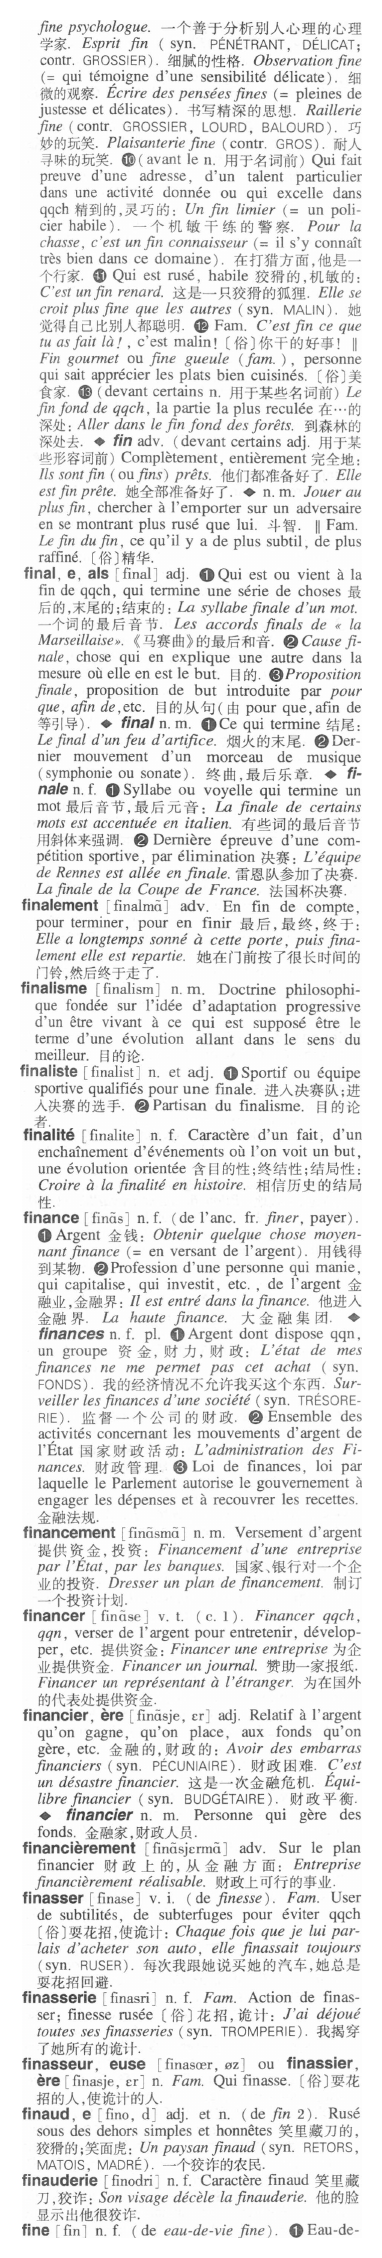 fine psychologue. 一个善于分析别人心理的心理
学家. Esprit fin ( syn. PÉNÉTRANT, DÉLICAT;
contr. GROSSIER). 细腻的性格. Observation fine
(= qui témoigne d'une sensibilité délicate). 细
微的观察. Écrire des pensées fines (= pleines de
justesse et délicates). 书写精深的思想. Raillerie
fine (contr. GROSSIER, LOURD, BALOURD). 巧
妙的玩笑. Plaisanterie fine (contr. GROS). 耐人
寻味的玩笑. ❿(avant le n. 用于名词前) Qui fait
preuve d'une adresse, d'un talent particulier
dans une activité donnée ou qui excelle dans
qqch 精到的,灵巧的: Un fin limier (= un poli-
cier habile). 一个机敏干练的警察. Pour la
chasse, c'est un fin connaisseur (= il s'y connaît
très bien dans ce domaine). 在打猎方面,他是一
个行家. ⓫ Qui est rusé, habile 狡猾的,机敏的:
C'est un fin renard. 这是一只狡猾的狐狸. Elle se
croit plus fine que les autres (syn. MALIN). 她
觉得自己比别人都聪明. ⓬ Fam. C'est fin ce que
tu as fait là!, c'est malin! [俗]你干的好事! ‖
Fin gourmet ou fine gueule (fam.), personne
qui sait apprécier les plats bien cuisinés. [俗]美
食家. ⓭ (devant certains n. 用于某些名词前) Le
fin fond de qqch, la partie la plus reculée 在…的
深处: Aller dans le fin fond des forêts. 到森林的
深处去. ◆ fin adv. (devant certains adj. 用于某
些形容词前) Complètement, entièrement 完全地:
Ils sont fin (ou fins) prêts. 他们都准备好了. Elle
est fin prête. 她全部准备好了. ◆ n. m. Jouer au
plus fin, chercher à l'emporter sur un adversaire
en se montrant plus rusé que lui. 斗智. ‖ Fam.
Le fin du fin, ce qu'il y a de plus subtil, de plus
raffiné. [俗]精华.
final, e, als [final] adj. ❶ Qui est ou vient à la
fin de qqch, qui termine une série de choses 最
后的,末尾的;结束的: La syllabe finale d'un mot.
一个词的最后音节. Les accords finals de « la
Marseillaise». 《马赛曲》的最后和音. ❷ Cause fi-
nale, chose qui en explique une autre dans la
mesure où elle en est le but. 目的. ❸ Proposition
finale, proposition de but introduite par pour
que, afin de,etc. 目的从句(由 pour que,afin de
等引导). ◆ final n. m. ❶ Ce qui termine 结尾:
Le final d'un feu d'artifice. 烟火的末尾. ❷ Der-
nier mouvement d'un morceau de musique
(symphonie ou sonate). 终曲,最后乐章. ◆ fi-
nale n. f. ❶ Syllabe ou voyelle qui termine un
mot 最后音节,最后元音: La finale de certains
mots est accentuée en italien. 有些词的最后音节
用斜体来强调. ❷ Dernière épreuve d'une com-
pétition sportive, par élimination 决赛: L'équipe
de Rennes est allée en finale. 雷恩队参加了决赛.
La finale de la Coupe de France. 法国杯决赛.
finalement [finalmã] adv. En fin de compte,
pour terminer, pour en finir 最后,最终,终于:
Elle a longtemps sonné à cette porte, puis fina-
lement elle est repartie. 她在门前按了很长时间的
门铃,然后终于走了.
finalisme [finalism] n. m. Doctrine philosophi-
que fondée sur l'idée d'adaptation progressive
d'un être vivant à ce qui est supposé être le
terme d'une évolution allant dans le sens du
meilleur. 目的论.
finaliste [finalist] n. et adj. ❶ Sportif ou équipe
sportive qualifiés pour une finale. 进入决赛队;进
入决赛的选手. ❷ Partisan du finalisme. 目的论
者.
finalité [finalite] n. f. Caractère d'un fait, d'un
enchaînement d'événements où l'on voit un but,
une évolution orientée 含目的性;终结性;结局性:
Croire à la finalité en histoire. 相信历史的结局
性.
finance [finãs] n. f. (de l'anc. fr. finer, payer).
❶ Argent 金钱: Obtenir quelque chose moyen-
nant finance (= en versant de l'argent). 用钱得
到某物. ❷ Profession d'une personne qui manie,
qui capitalise, qui investit, etc., de l'argent 金
融业,金融界: Il est entré dans la finance. 他进入
金融界. La haute finance. 大金融集团. ◆
finances n. f. pl. ❶ Argent dont dispose qqn,
un groupe 资金,财力,财政: L'état de mes
finances ne me permet pas cet achat ( syn.
FONDS). 我的经济情况不允许我买这个东西. Sur-
veiller les finances d'une société (syn. TRÉSORE-
RIE). 监督一个公司的财政. ❷ Ensemble des
activités concernant les mouvements d'argent de
l'État 国家财政活动: L'administration des Fi-
nances. 财政管理. ❸ Loi de finances, loi par
laquelle le Parlement autorise le gouvernement à
engager les dépenses et à recouvrer les recettes.
金融法规.
financement [finãsmã] n. m. Versement d'argent
提供资金,投资: Financement d'une entreprise
par l'État, par les banques. 国家、银行对一个企
业的投资. Dresser un plan de financement. 制订
一个投资计划.
financer [finãse] v. t. ( c. 1). Financer qqch,
qqn, verser de l'argent pour entretenir, dévelop-
per, etc. 提供资金: Financer une entreprise 为企
业提供资金. Financer un journal. 赞助一家报纸.
Financer un représentant à l'étranger. 为在国外
的代表处提供资金.
financier, ère [finãsje, ɛr] adj. Relatif à l'argent
qu'on gagne, qu'on place, aux fonds qu'on
gère, etc. 金融的,财政的: Avoir des embarras
financiers (syn. PÉCUNIAIRE). 财政困难. C'est
un désastre financier. 这是一次金融危机. Équi-
libre financier (syn. BUDGÉTAIRE). 财政平衡.
◆ financier n. m. Personne qui gère des
fonds. 金融家,财政人员.
financièrement [finãsjɛrmã] adv. Sur le plan
financier 财政上的,从金融方面: Entreprise
financièrement réalisable. 财政上可行的事业.
finasser [finase] v. i. (de finesse). Fam. User
de subtilités, de subterfuges pour éviter qqch
[俗]耍花招,使诡计: Chaque fois que je lui par-
lais d'acheter son auto, elle finassait toujours
(syn. RUSER). 每次我跟她说买她的汽车,她总是
耍花招回避.
finasserie [finasri] n. f. Fam. Action de finas-
ser; finesse rusée [俗]花招,诡计: J'ai déjoué
toutes ses finasseries (syn. TROMPERIE). 我揭穿
了她所有的诡计.
finasseur, euse [finasœr, øz] ou finassier,
ère [finasje, ɛr] n. Fam. Qui finasse. [俗]耍花
招的人,使诡计的人.
finaud, e [fino, d] adj. et n. (de fin 2). Rusé
sous des dehors simples et honnêtes 笑里藏刀的,
狡猾的;笑面虎: Un paysan finaud (syn. RETORS,
MATOIS, MADRÉ). 一个狡诈的农民.
finauderie [finodri] n. f. Caractère finaud 笑里藏
刀,狡诈: Son visage décèle la finauderie. 他的脸
显示出他很狡诈.
fine [fin] n. f. ( de eau-de-vie fine). ❶ Eau-de-